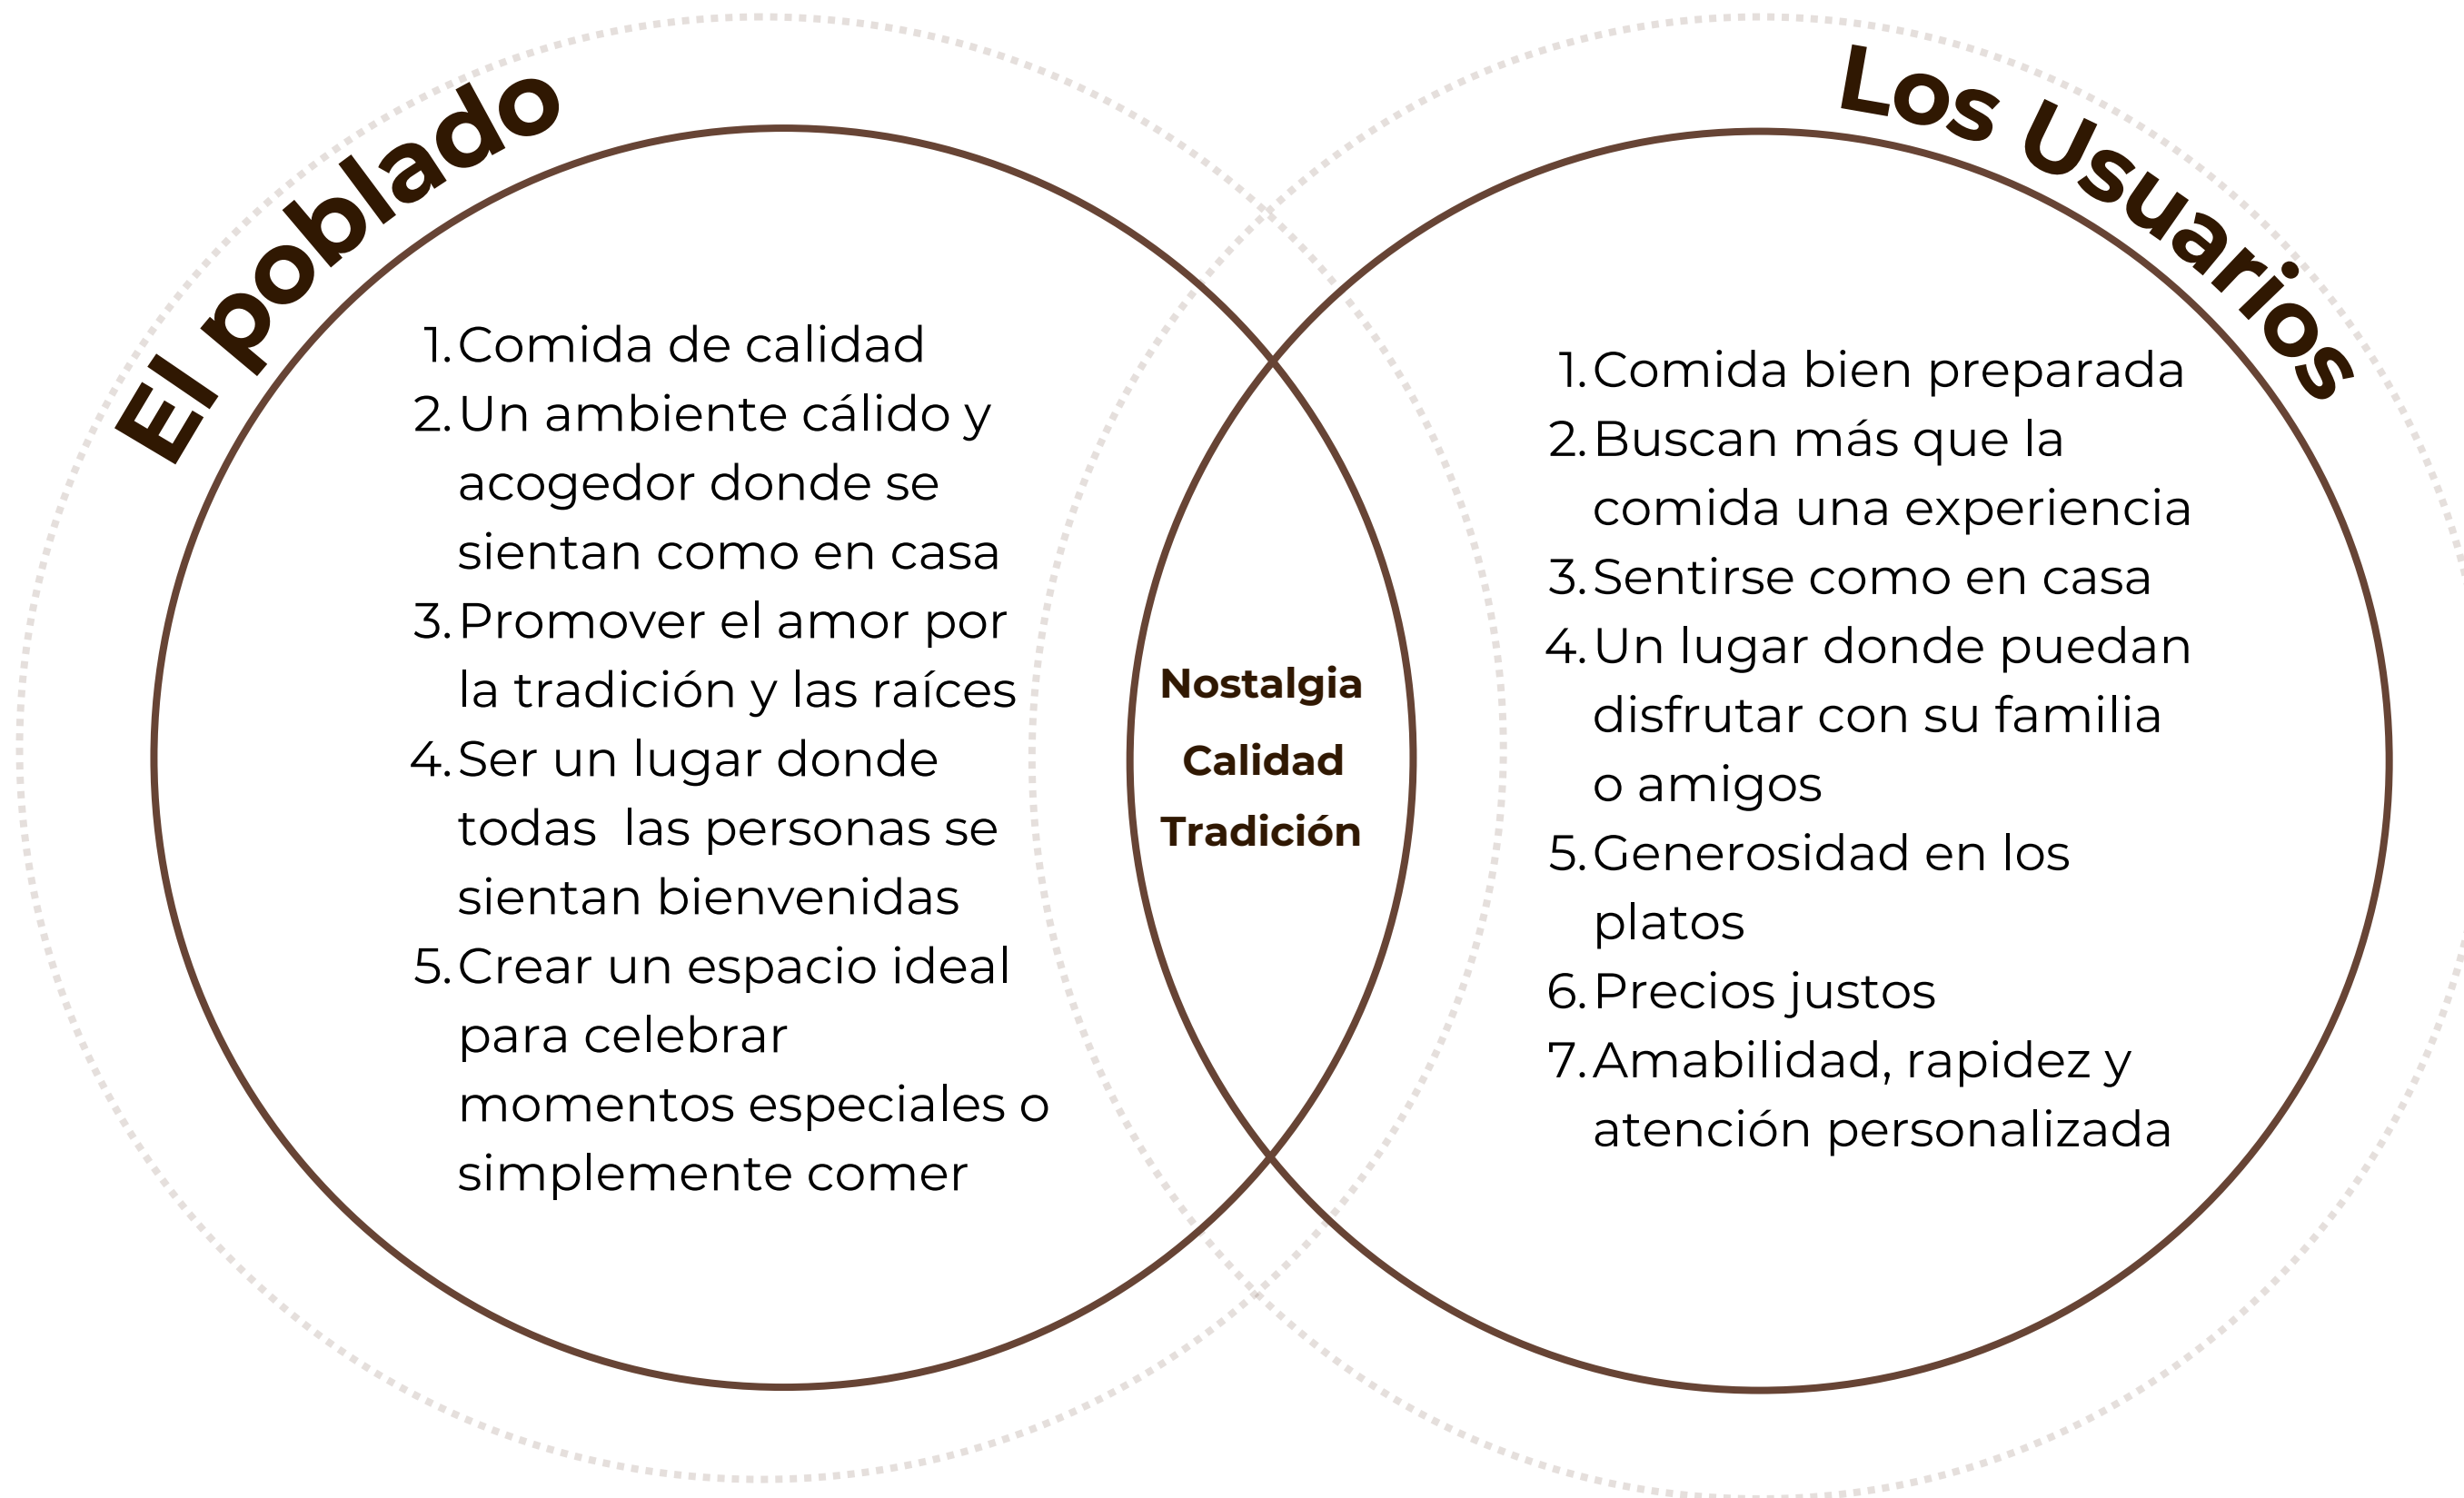 El poblado
1. Comida de calidad
2. Un ambiente cálido y
acogedor donde se
sientan como en casa
3. Promover el amor por
la tradición y las raíces
4. Ser un lugar donde
todas  las personas se
sientan bienvenidas
5. Crear un espacio ideal
para celebrar
momentos especiales o
simplemente comer
Nostalgia
Calidad
Tradición
Los Usuarios
1. Comida bien preparada
2. Buscan más que la
comida una experiencia
3. Sentirse como en casa
4. Un lugar donde puedan
disfrutar con su familia
o amigos
5. Generosidad en los
platos
6. Precios justos
7. Amabilidad, rapidez y
atención personalizada